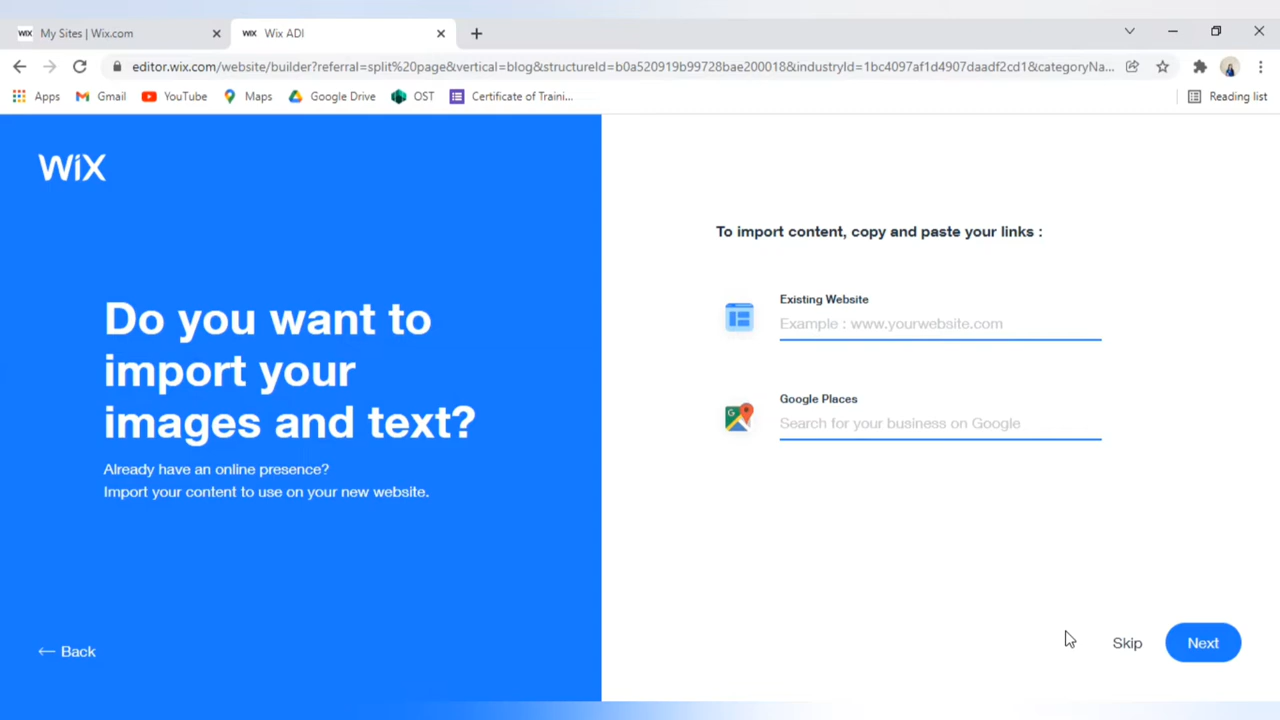 WiX My Sites | Wix.com
WiX Wix ADI
editor.wix.com/website/builder?referral=split%20page&vertical=blog&structureId=b0a520919b99728bae200018&industryId=1bc4097af1d4907daadf2cd1&categoryNa...
Apps
Gmail
YouTube
Maps
Google Drive
OST
Certificate of Traini...
Reading list
WiX
Do you want to
import your
images and text?
Already have an online presence?
Import your content to use on your new website.
Back
To import content, copy and paste your links :
Existing Website
Example : www.yourwebsite.com
Google Places
Search for your business on Google
Skip
Next